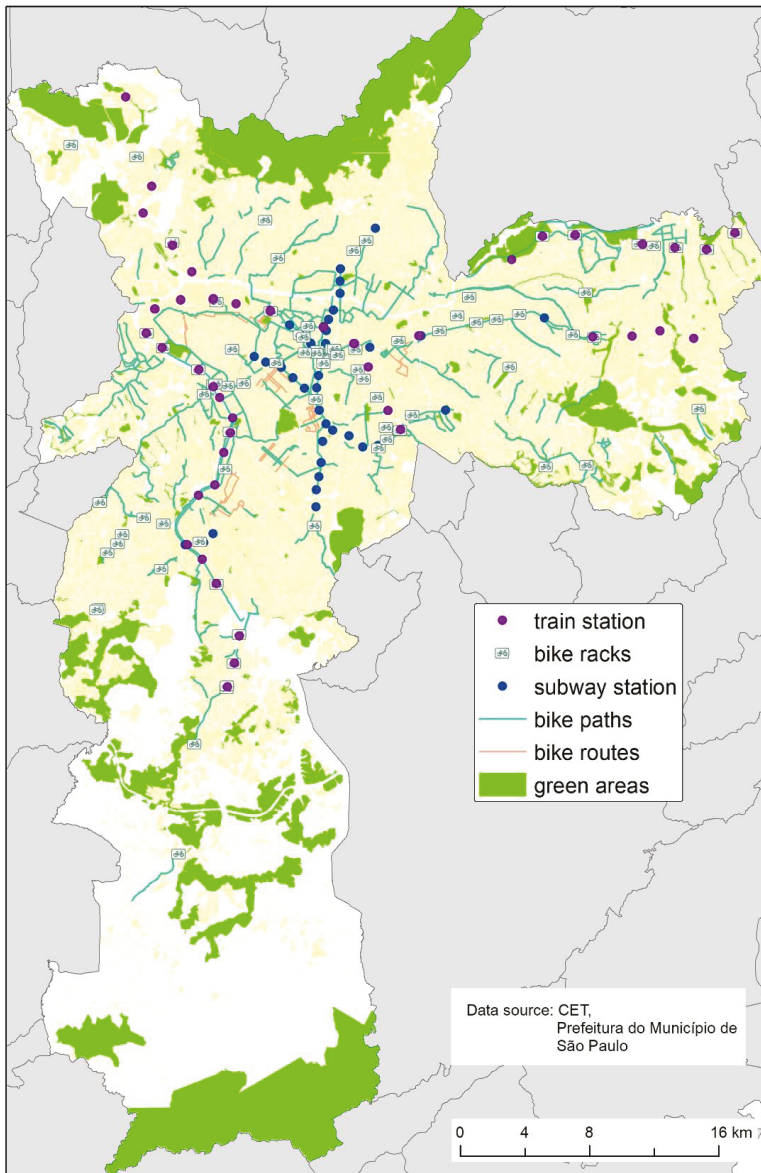 train station
bike racks
subway station
bike paths
bike routes
green areas
Data source: CET,
Prefeitura do Município de
São Paulo
0 4 8 16 km